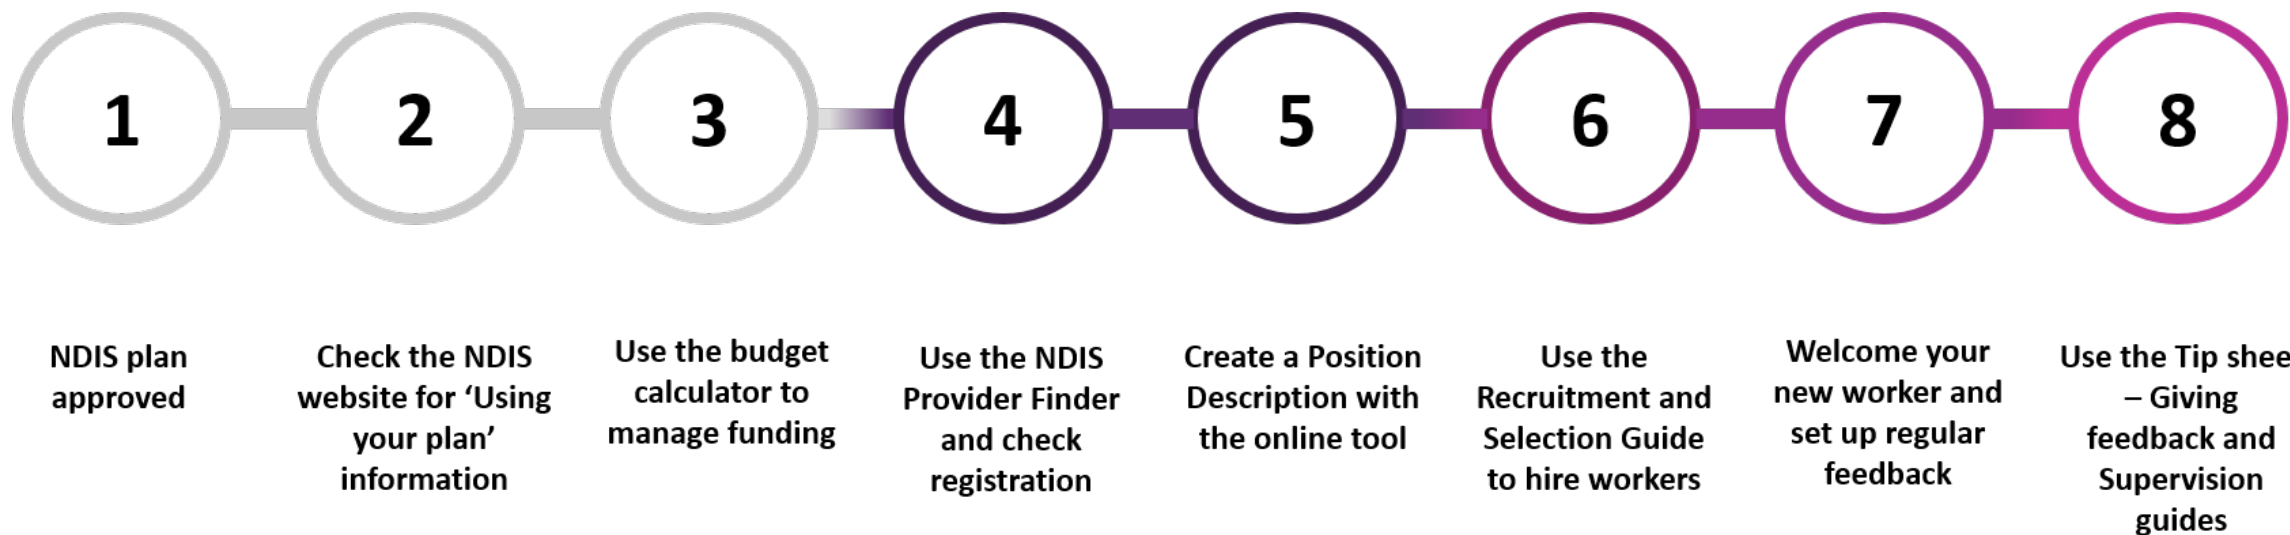 1
2
3
4
5
6
7
8
NDIS plan
approved
Check the NDIS
website for ‘Using
your plan’
information
Use the budget
calculator to
manage funding
Use the NDIS
Provider Finder
and check
registration
Create a Position
Description with
the online tool
Use the
Recruitment and
Selection Guide
to hire workers
Welcome your
new worker and
set up regular
feedback
Use the Tip shee
– Giving
feedback and
Supervision
guides